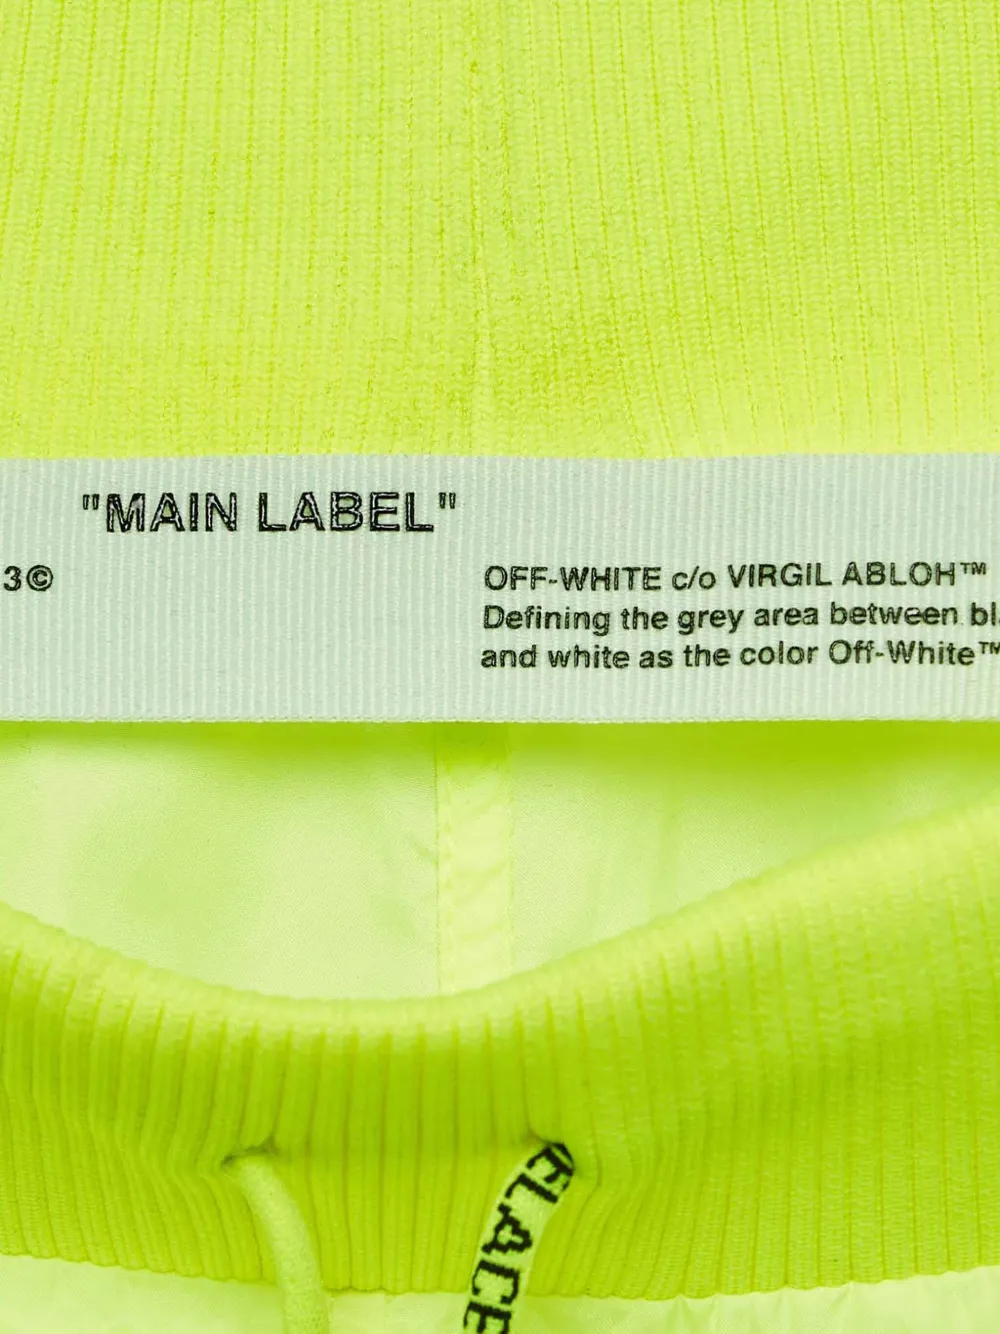 "MAIN LABEL"
3©
OFF-WHITE c/o VIRGIL ABLOH™
Defining the grey area between
and white as the color Off-White™